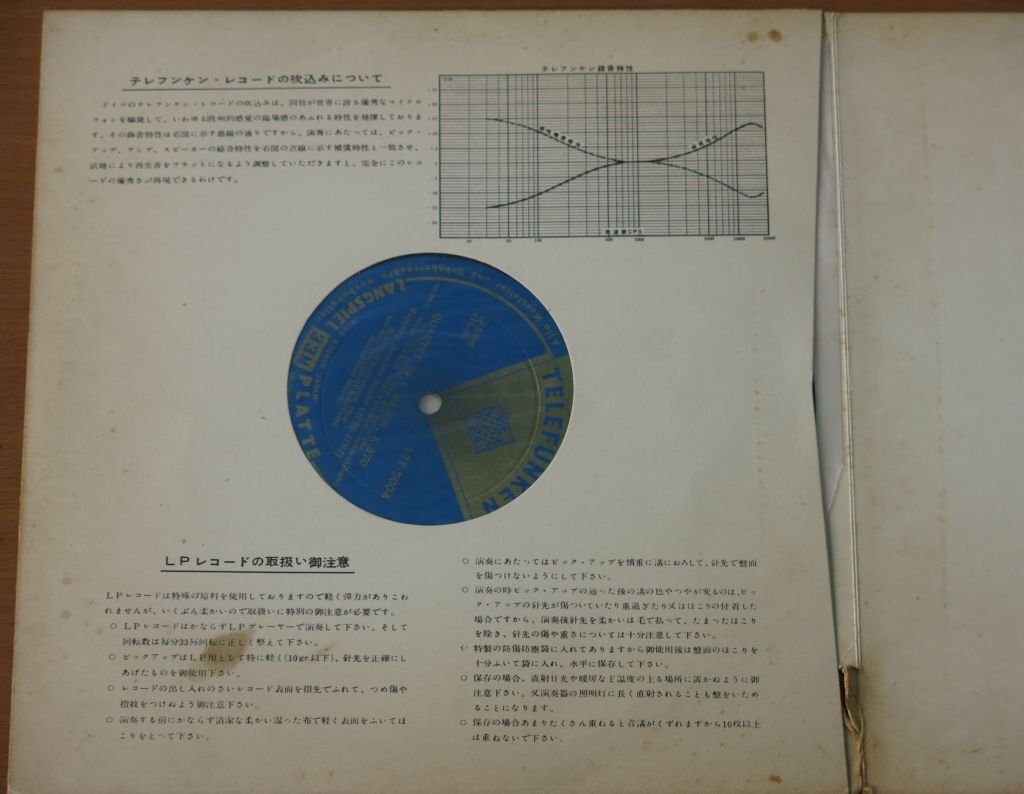 テレフンケン・レコードの吹込みについて
ドイツのテレフンケン・レコードの吹込みは、同社が世界に誇る優秀なマイクロ
フォンを駆使して、いわゆる欧州的感覚の臨場感のあふれる特性を発揮しておりま
す。その録音特性は右図に示す曲線の通りですから、演奏にあたっては、ピック・
アップ、アンプ、スピーカーの綜合特性を右図の点線に示す補償特性と一致させ、
試聴により再生音をフラットになるよう調整していただきますと、完全にこのレコ
ードの優秀さが再現できるわけです。
テレフンケン録音特性
周波数CPS
Alle Hersteller- und Urheberrechte vorbehalten
LANGSPIEL 33M PLATTE
TELEFUNKEN
K. 370
LTE-5004
LPレコードの取扱い御注意
LPレコードは特殊の原料を使用しておりますので軽く弾力がありこわ
れませんが、いくぶん柔かいので取扱いに特別の御注意が必要です。
○ LPレコードはかならずLPプレーヤーで演奏して下さい。そして
回転数は毎分33⅓回転に正しく整えて下さい。
○ ピックアップはLP用として特に軽く(10gr以下)、針先を正確にし
あげたものを御使用下さい。
○ レコードの出し入れのさいレコード表面を指先でふれて、つめ傷や
指紋をつけぬよう御注意下さい。
○ 演奏する前にかならず清潔な柔かい湿った布で軽く表面をふいてほ
こりをとって下さい。
○ 演奏にあたってはピック・アップを慎重に溝におろして、針先で盤面
を傷つけないようにして下さい。
○ 演奏の時ピック・アップの通った後の溝の色やつやが変るのは、ピッ
ク・アップの針先が傷ついていたり重過ぎたり又はほこりの付着した
場合ですから、演奏後針先を柔かいはも毛で払って、たまったほこり
を除き、針先の傷や重さについては十分注意して下さい。
○ 特製の防傷防塵袋に入れてありますから御使用後は盤面のほこりを
十分ふいて袋に入れ、水平に保存して下さい。
○ 保存の場合、直射日光や暖房など温度の上る場所に置かぬように御
注意下さい。又演奏器の照明灯に長く直射されることも盤をいため
ることになります。
○ 保存の場合あまりたくさん重ねると音溝がくずれますから10枚以上
は重ねないで下さい。